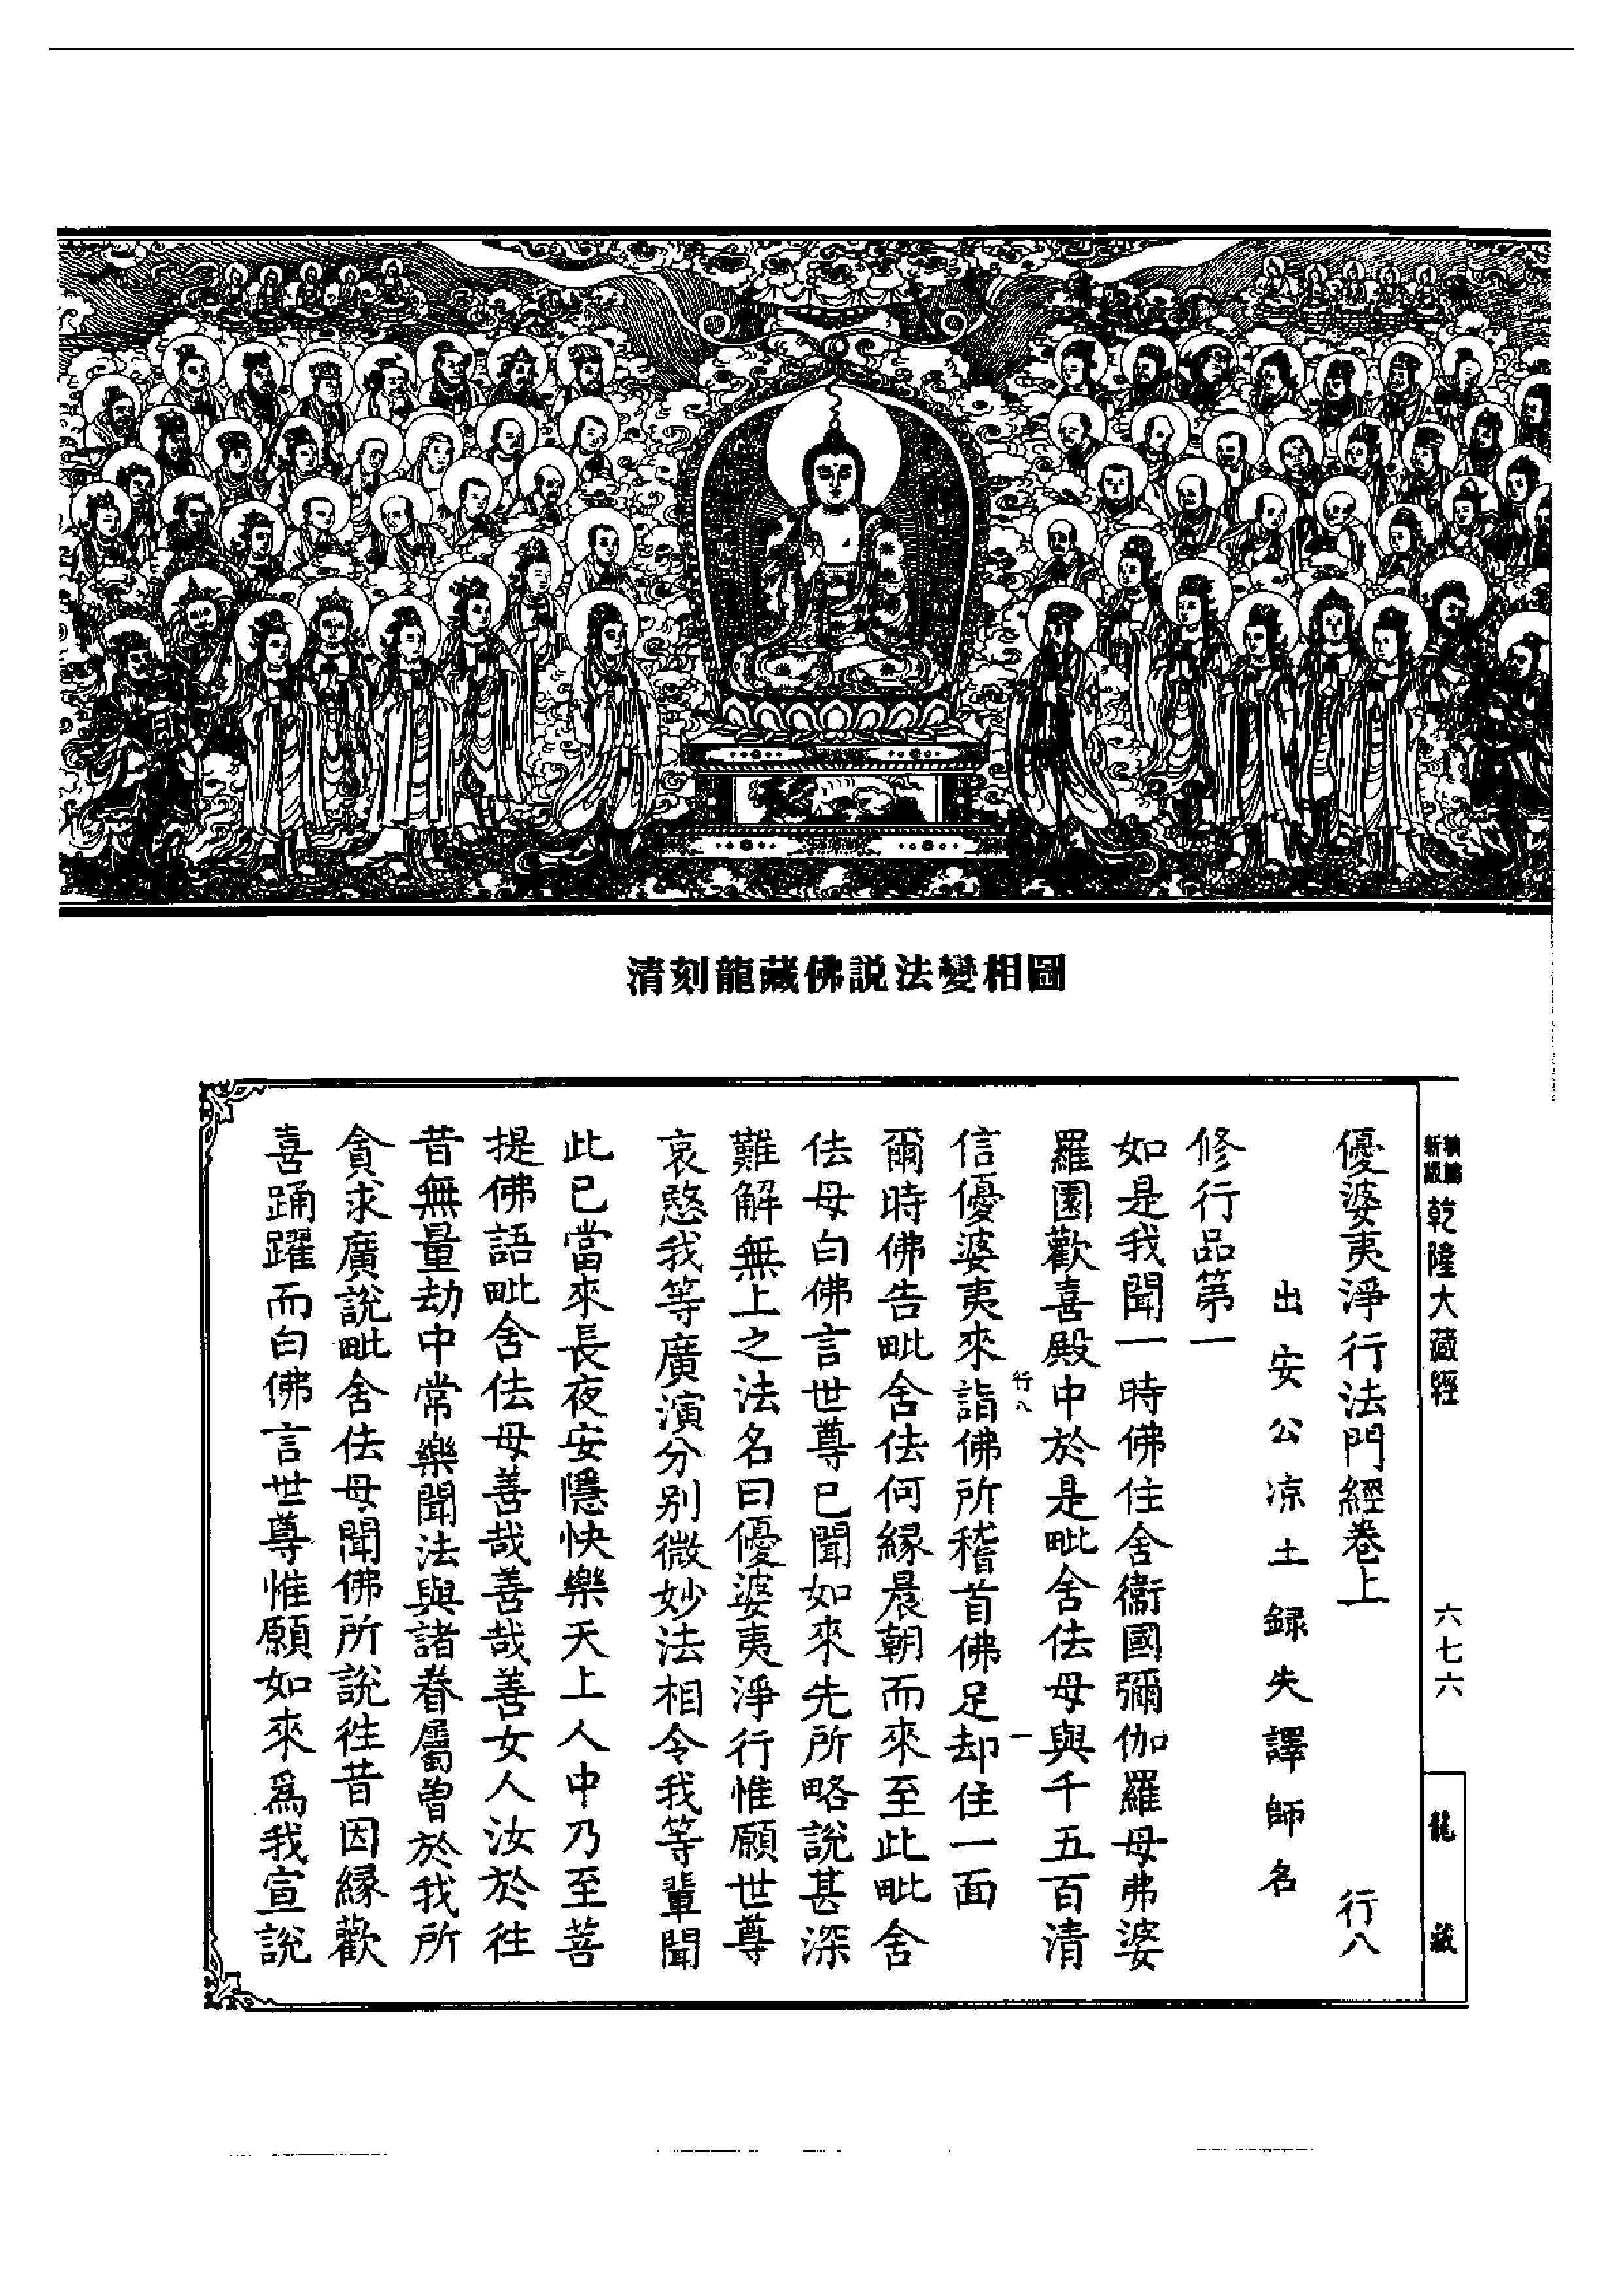 清刻龍藏佛説法變相圖
新編
縮版
乾隆大藏經
六七六
龍藏
優婆夷淨行法門經卷上 行八
出安公涼土録失譯師名
修行品第一
如是我聞一時佛住舍衞國彌伽羅母弗婆
羅園歡喜殿中於是毗舍佉母與千五百清
行八 一
信優婆夷來詣佛所稽首佛足却住一面
爾時佛告毗舍佉何縁晨朝而來至此毗舍
佉母白佛言世尊已聞如來先所略說甚深
難解無上之法名曰優婆夷淨行惟願世尊
哀愍我等廣演分别微妙法相令我等輩聞
此已當來長夜安隱快樂天上人中乃至菩
提佛語毗舍佉母善哉善哉善女人汝於往
昔無量劫中常樂聞法與諸眷屬曽於我所
貪求廣說毗舍佉母聞佛所說往昔因縁歡
喜踊躍而白佛言世尊惟願如來爲我宣說